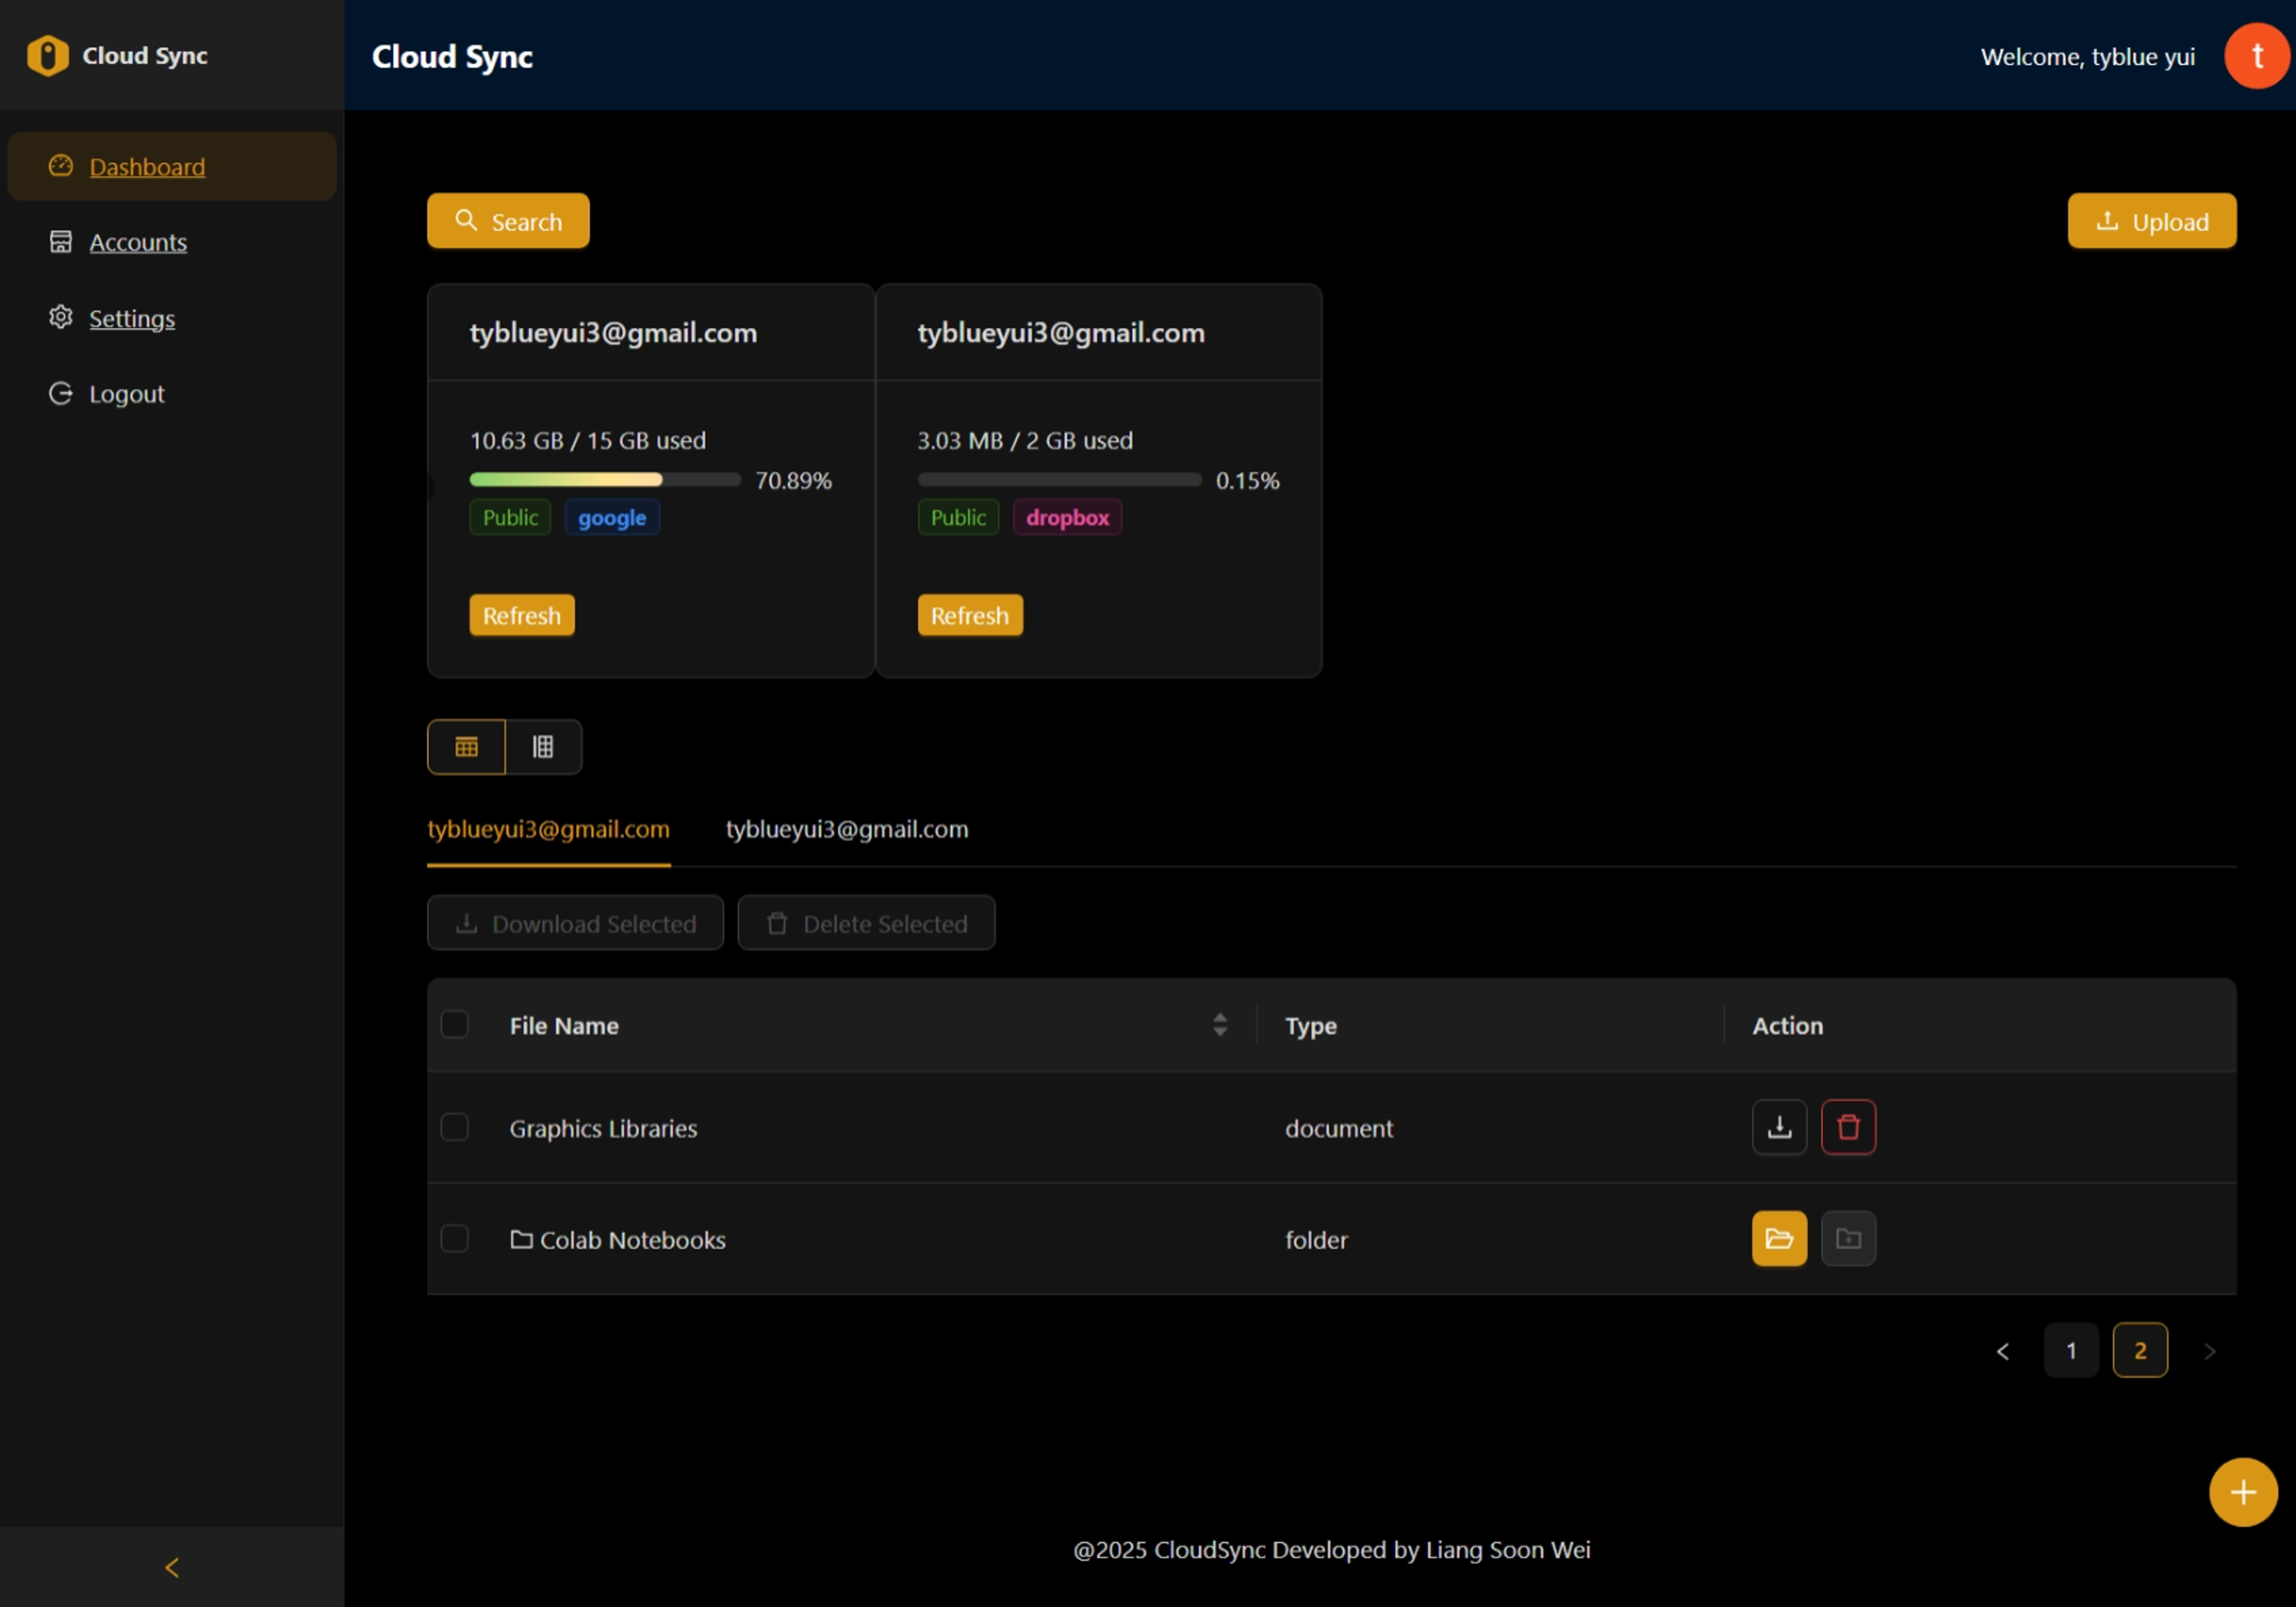 Cloud Sync
Cloud Sync
Welcome, tyblue yui
t
Dashboard
Accounts
Settings
Logout
Search
Upload
tyblueyui3@gmail.com
10.63 GB / 15 GB used
70.89%
Public google
Refresh
tyblueyui3@gmail.com
3.03 MB / 2 GB used
0.15%
Public dropbox
Refresh
tyblueyui3@gmail.com tyblueyui3@gmail.com
Download Selected Delete Selected
File Name Type Action
Graphics Libraries document
Colab Notebooks folder
1 2
@2025 CloudSync Developed by Liang Soon Wei